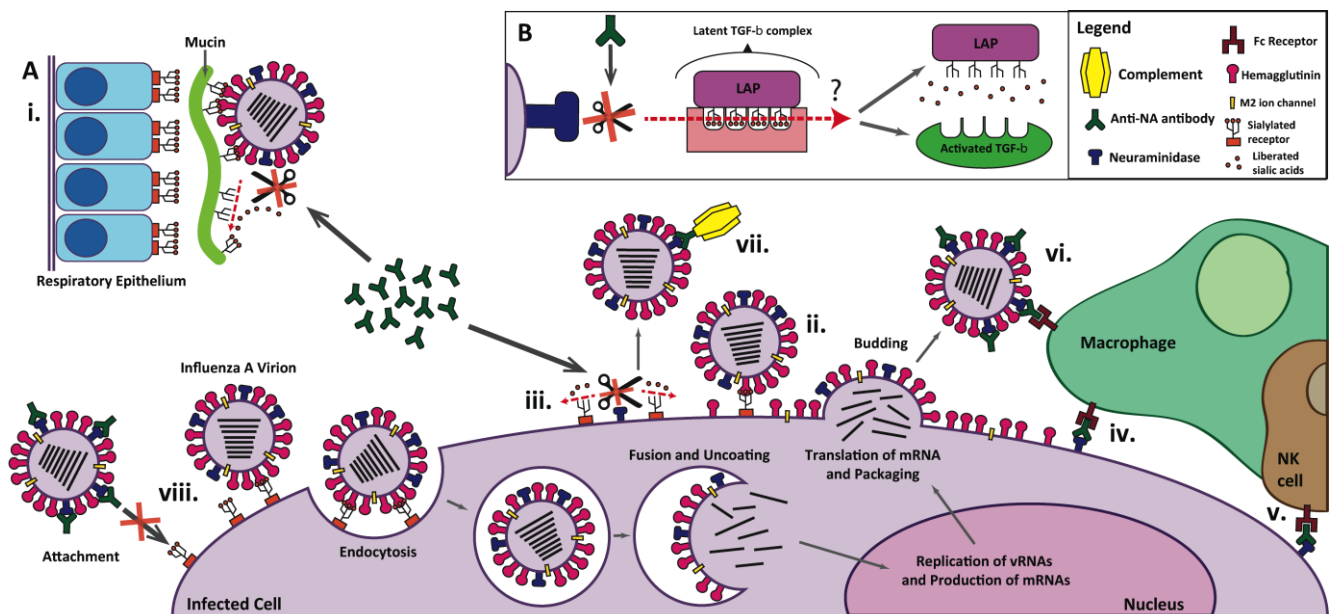 A
i.
Mucin
Respiratory Epithelium
B
Latent TGF-b complex
LAP
?
LAP
Activated TGF-b
Legend
Complement
Anti-NA antibody
Neuraminidase
Fc Receptor
Hemagglutinin
M2 ion channel
Sialylated
receptor
Liberated
sialic acids
vii.
vi.
ii.
Budding
Macrophage
Influenza A Virion
iii.
iv.
NK
cell
v.
viii.
Attachment
Endocytosis
Fusion and Uncoating
Translation of mRNA
and Packaging
Replication of vRNAs
and Production of mRNAs
Infected Cell
Nucleus